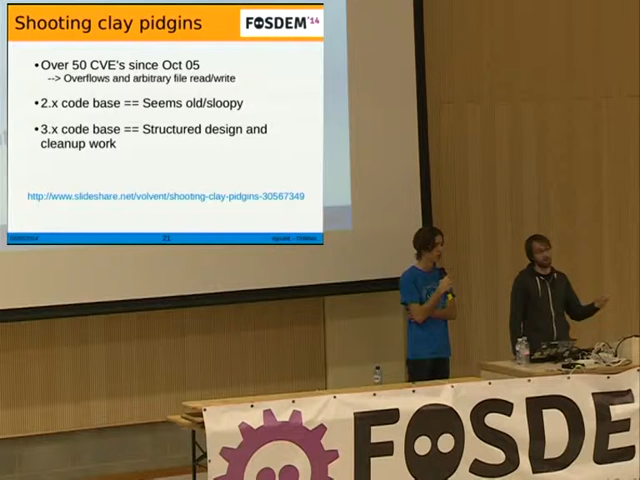 Shooting clay pidgins
FOSDEM'14
•Over 50 CVE's since Oct 05
--> Overflows and arbitrary file read/write
•2.x code base == Seems old/sloopy
•3.x code base == Structured design and
cleanup work
http://www.slideshare.net/volvent/shooting-clay-pidgins-30567349
21
FOSDE